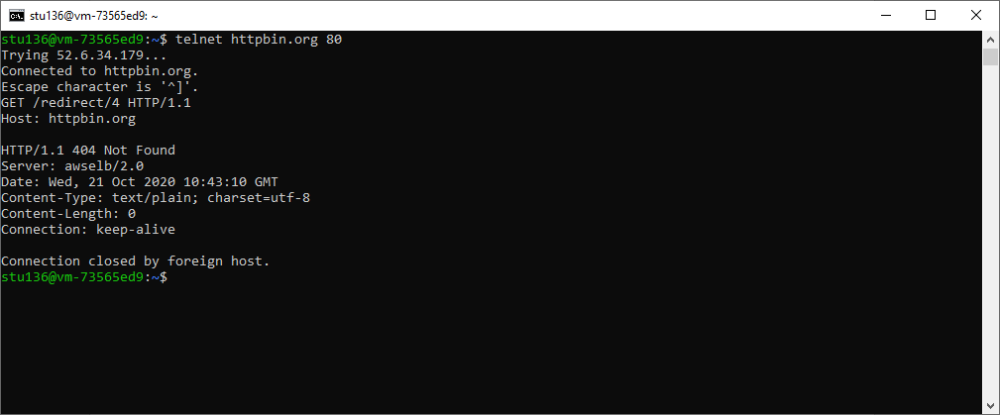 stu136@vm-73565ed9: ~
stu136@vm-73565ed9:~$ telnet httpbin.org 80
Trying 52.6.34.179...
Connected to httpbin.org.
Escape character is '^]'.
GET /redirect/4 HTTP/1.1
Host: httpbin.org
HTTP/1.1 404 Not Found
Server: awselb/2.0
Date: Wed, 21 Oct 2020 10:43:10 GMT
Content-Type: text/plain; charset=utf-8
Content-Length: 0
Connection: keep-alive
Connection closed by foreign host.
stu136@vm-73565ed9:~$